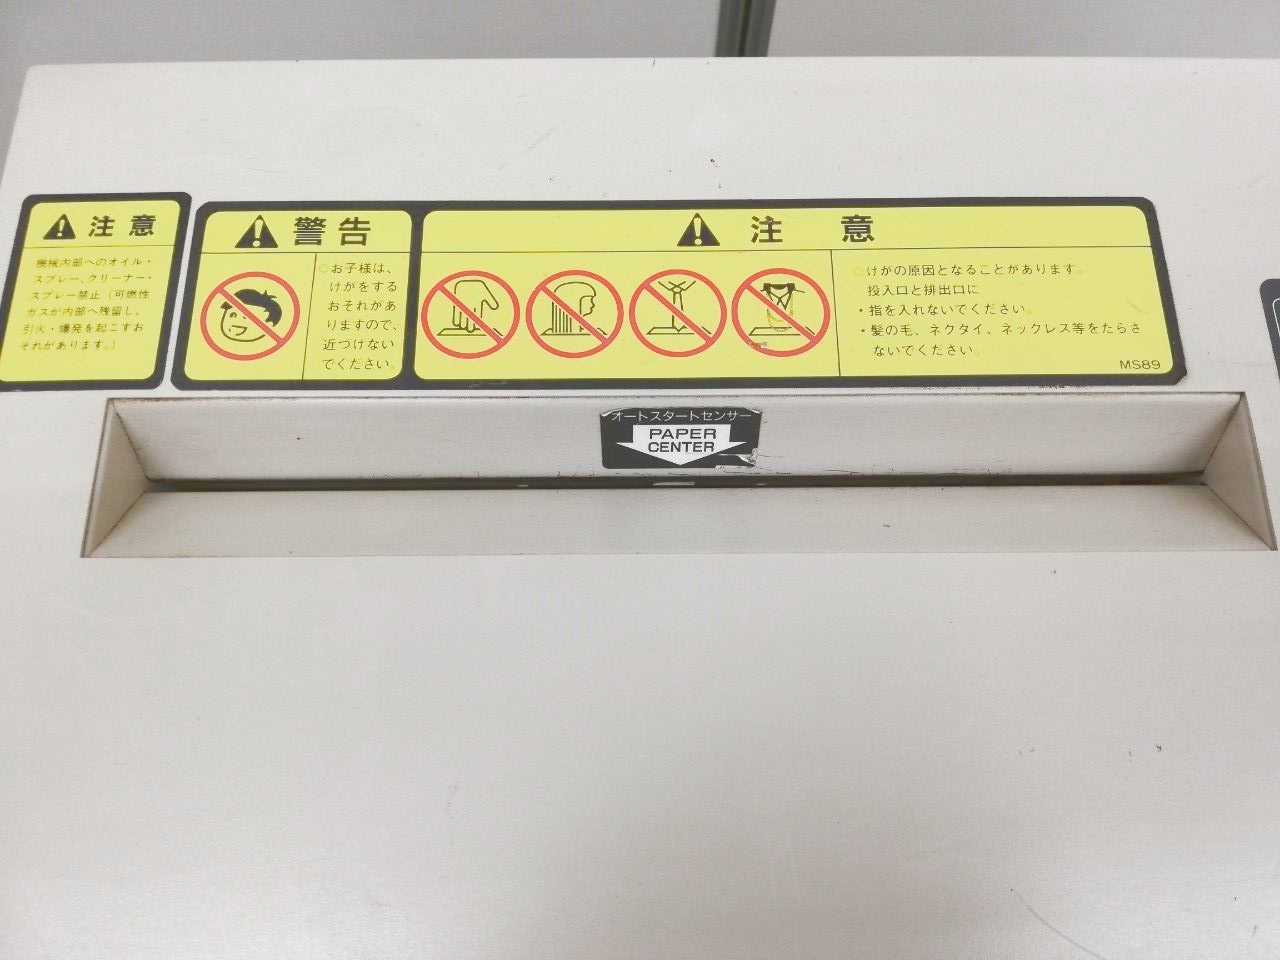 注意
機械内部へのオイル・
スプレー、クリーナー・
スプレー禁止（可燃性
ガスが内部へ残留し、
引火・爆発を起こすお
それがあります。）
警告
○お子様は、
けがをする
おそれがあ
りますので、
近づけない
でください。
注意
○けがの原因となることがあります。
投入口と排出口に
・指を入れないでください。
・髪の毛、ネクタイ、ネックレス等をたらさ
ないでください。
MS89
オートスタートセンサー
PAPER
CENTER